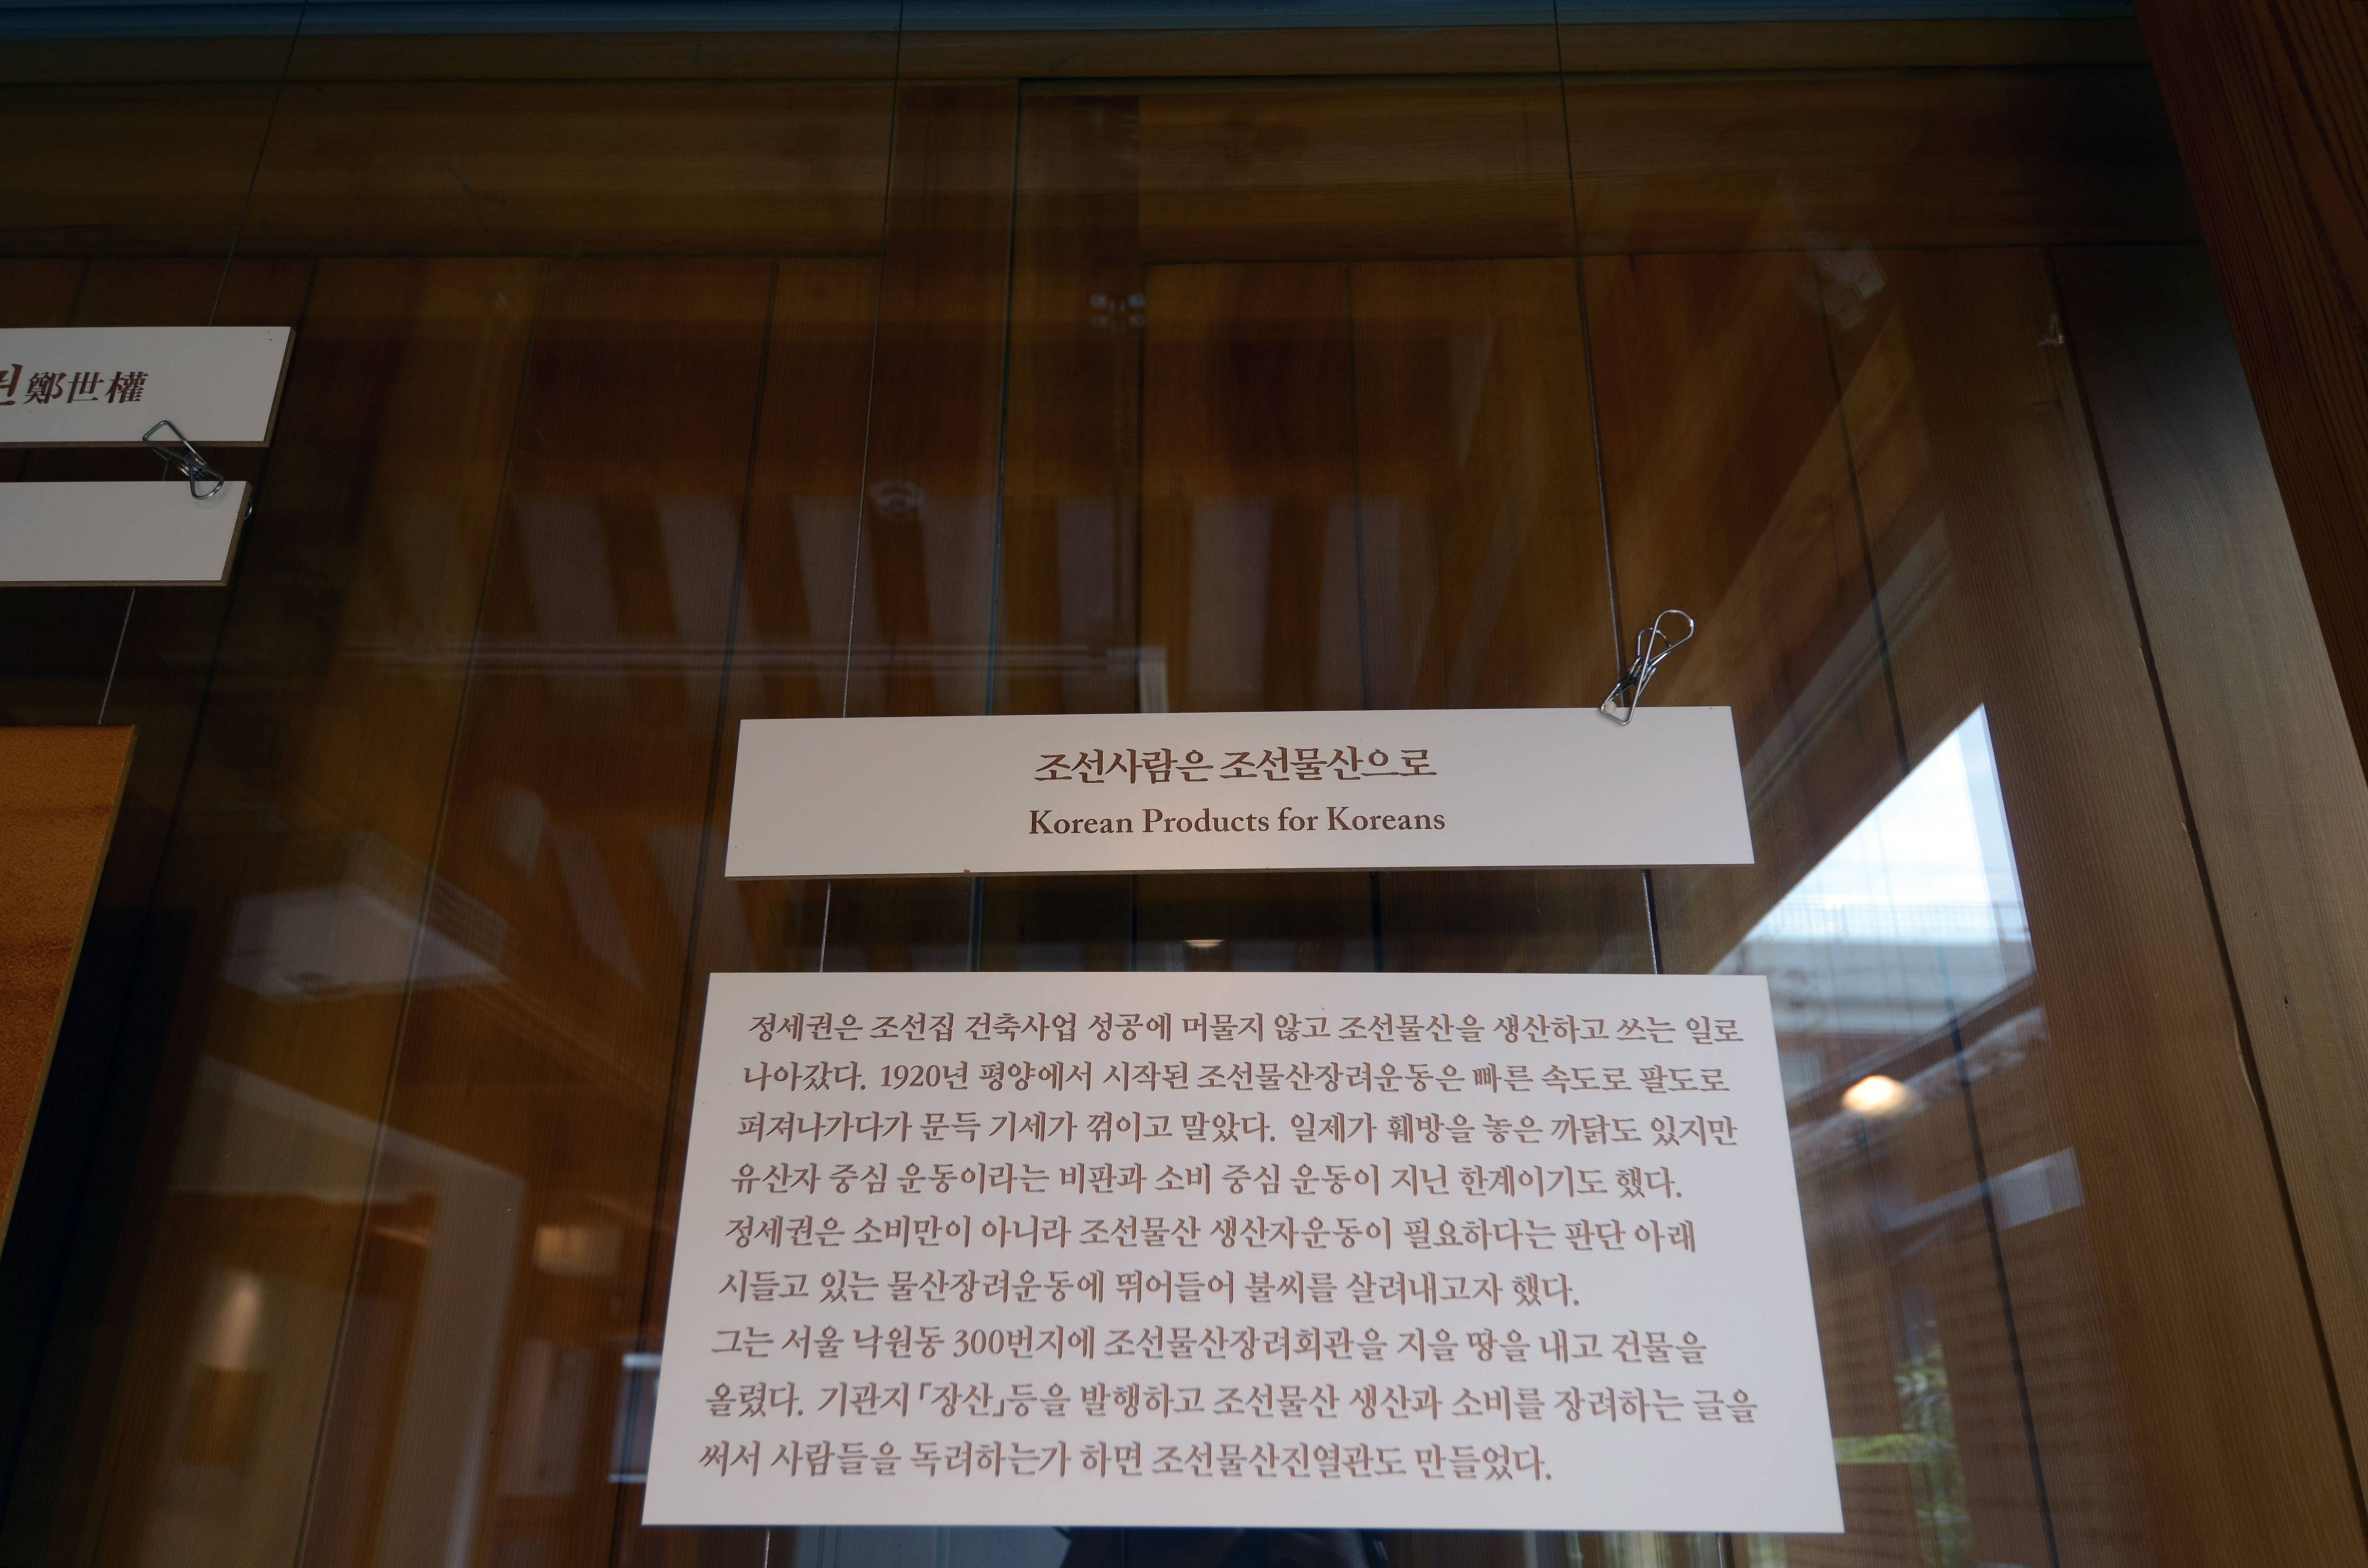 鄭世權
조선사람은 조선물산으로
Korean Products for Koreans
정세권은 조선집 건축사업 성공에 머물지 않고 조선물산을 생산하고 쓰는 일로
나아갔다. 1920년 평양에서 시작된 조선물산장려운동은 빠른 속도로 팔도로
퍼져나가다가 문득 기세가 꺾이고 말았다. 일제가 훼방을 놓은 까닭도 있지만
유산자 중심 운동이라는 비판과 소비 중심 운동이 지닌 한계이기도 했다.
정세권은 소비만이 아니라 조선물산 생산자운동이 필요하다는 판단 아래
시들고 있는 물산장려운동에 뛰어들어 불씨를 살려내고자 했다.
그는 서울 낙원동 300번지에 조선물산장려회관을 지을 땅을 내고 건물을
올렸다. 기관지 「장산」등을 발행하고 조선물산 생산과 소비를 장려하는 글을
써서 사람들을 독려하는가 하면 조선물산진열관도 만들었다.